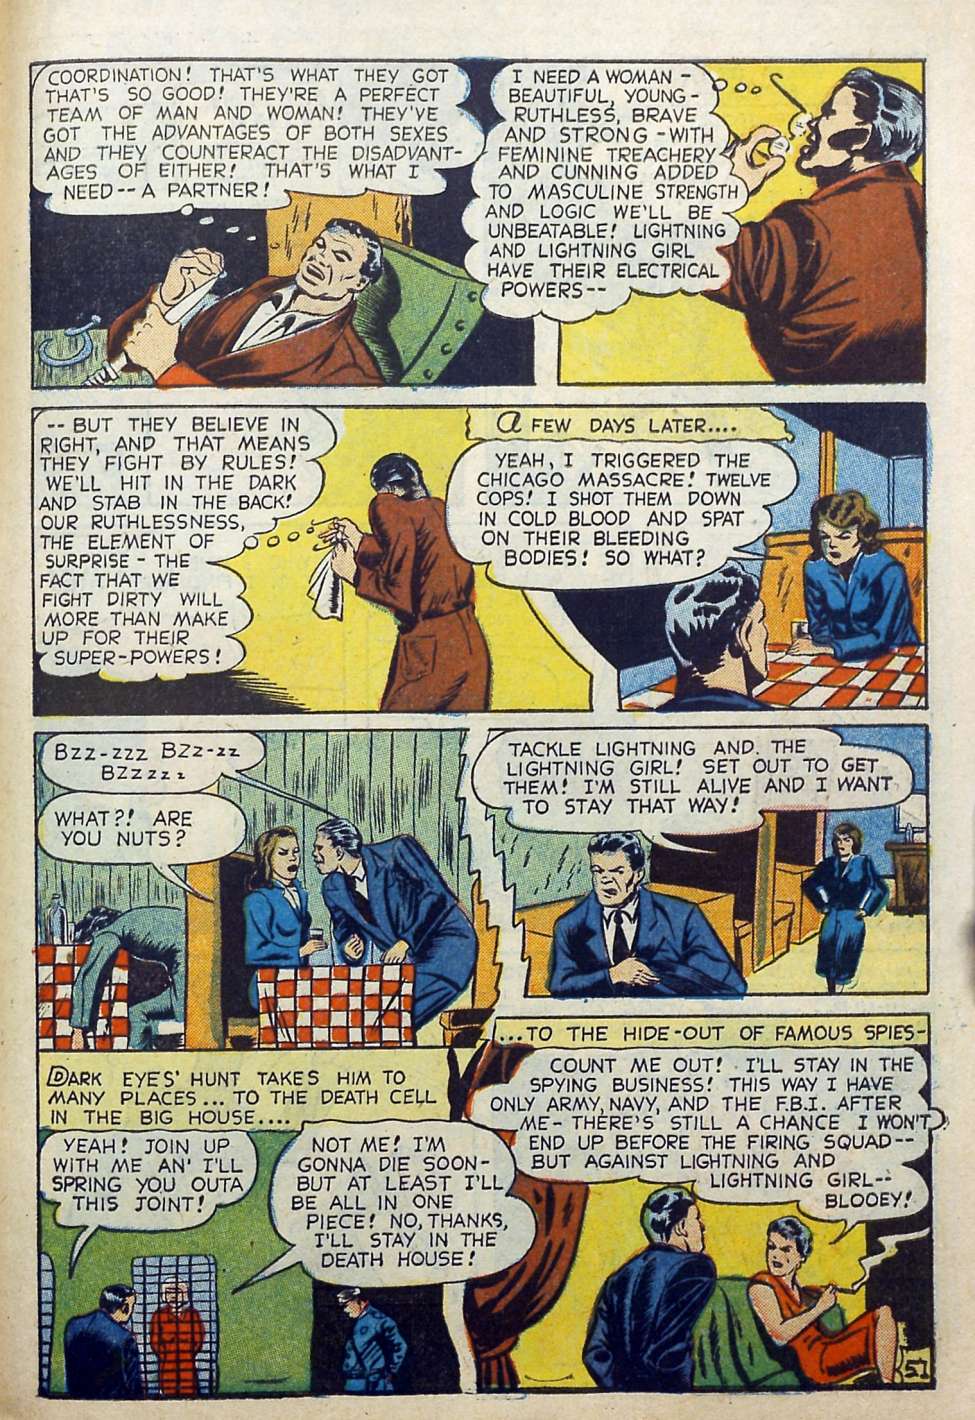 COORDINATION! THAT'S WHAT THEY GOT
THAT'S SO GOOD! THEY'RE A PERFECT
TEAM OF MAN AND WOMAN! THEY'VE
GOT THE ADVANTAGES OF BOTH SEXES
AND THEY COUNTERACT THE DISADVANT-
AGES OF EITHER! THAT'S WHAT I
NEED-- A PARTNER!
I NEED A WOMAN -
BEAUTIFUL, YOUNG-
RUTHLESS, BRAVE
AND STRONG - WITH
FEMININE TREACHERY
AND CUNNING ADDED
TO MASCULINE STRENGTH
AND LOGIC WE'LL BE
UNBEATABLE! LIGHTNING
AND LIGHTNING GIRL
HAVE THEIR ELECTRICAL
POWERS--
-- BUT THEY BELIEVE IN
RIGHT, AND THAT MEANS
THEY FIGHT BY RULES!
WE'LL HIT IN THE DARK
AND STAB IN THE BACK!
OUR RUTHLESSNESS,
THE ELEMENT OF
SURPRISE - THE
FACT THAT WE
FIGHT DIRTY WILL
MORE THAN MAKE
UP FOR THEIR
SUPER-POWERS!
A FEW DAYS LATER....
YEAH, I TRIGGERED THE
CHICAGO MASSACRE! TWELVE
COPS! I SHOT THEM DOWN
IN COLD BLOOD AND SPAT
ON THEIR BLEEDING
BODIES! SO WHAT?
BZZ-ZZZ BZZ-ZZ
BZZZZZ
WHAT?! ARE
YOU NUTS?
TACKLE LIGHTNING AND THE
LIGHTNING GIRL! SET OUT TO GET
THEM! I'M STILL ALIVE AND I WANT
TO STAY THAT WAY!
DARK EYES' HUNT TAKES HIM TO
MANY PLACES... TO THE DEATH CELL
IN THE BIG HOUSE....
YEAH! JOIN UP
WITH ME AN' I'LL
SPRING YOU OUTA
THIS JOINT!
NOT ME! I'M
GONNA DIE SOON-
BUT AT LEAST I'LL
BE ALL IN ONE
PIECE! NO, THANKS,
I'LL STAY IN THE
DEATH HOUSE!
...TO THE HIDE-OUT OF FAMOUS SPIES-
COUNT ME OUT! I'LL STAY IN THE
SPYING BUSINESS! THIS WAY I HAVE
ONLY ARMY, NAVY, AND THE F.B.I. AFTER
ME - THERE'S STILL A CHANCE I WON'T
END UP BEFORE THE FIRING SQUAD--
BUT AGAINST LIGHTNING AND
LIGHTNING GIRL--
BLOOEY!
57